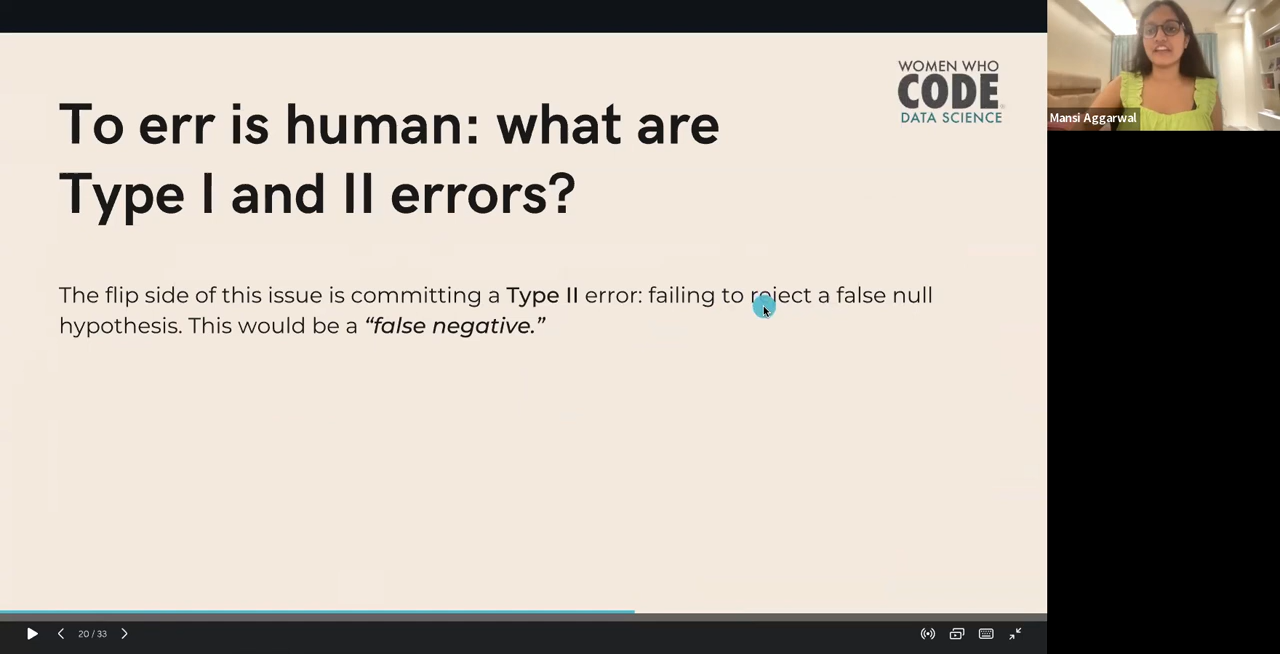 WOMEN WHO
CODE
DATA SCIENCE
To err is human: what are
Type I and II errors?
The flip side of this issue is committing a Type II error: failing to reject a false null
hypothesis. This would be a “false negative.”
Mansi Aggarwal
20 / 33